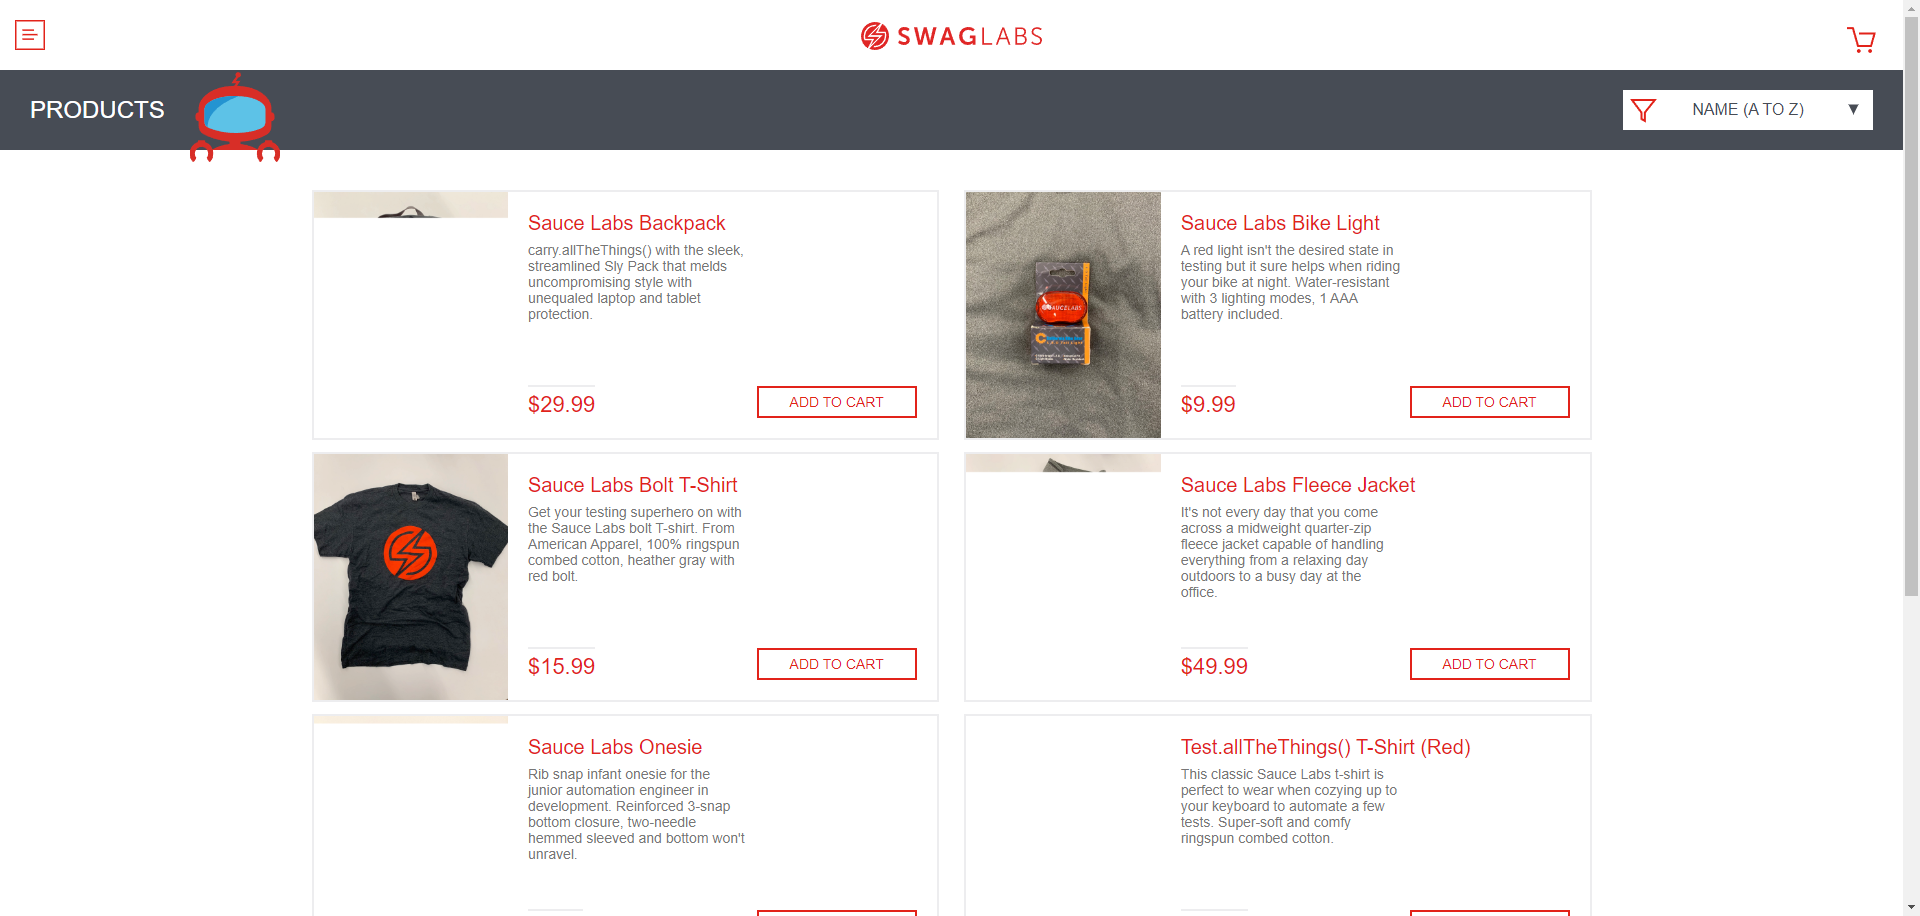 SWAGLABS
PRODUCTS
NAME (A TO Z)
Sauce Labs Backpack
carry.allTheThings() with the sleek,
streamlined Sly Pack that melds
uncompromising style with
unequaled laptop and tablet
protection.
$29.99
ADD TO CART
Sauce Labs Bike Light
A red light isn't the desired state in
testing but it sure helps when riding
your bike at night. Water-resistant
with 3 lighting modes, 1 AAA
battery included.
SAUCELABS
$9.99
ADD TO CART
Sauce Labs Bolt T-Shirt
Get your testing superhero on with
the Sauce Labs bolt T-shirt. From
American Apparel, 100% ringspun
combed cotton, heather gray with
red bolt.
$15.99
ADD TO CART
Sauce Labs Fleece Jacket
It's not every day that you come
across a midweight quarter-zip
fleece jacket capable of handling
everything from a relaxing day
outdoors to a busy day at the
office.
$49.99
ADD TO CART
Sauce Labs Onesie
Rib snap infant onesie for the
junior automation engineer in
development. Reinforced 3-snap
bottom closure, two-needle
hemmed sleeved and bottom won't
unravel.
Test.allTheThings() T-Shirt (Red)
This classic Sauce Labs t-shirt is
perfect to wear when cozying up to
your keyboard to automate a few
tests. Super-soft and comfy
ringspun combed cotton.